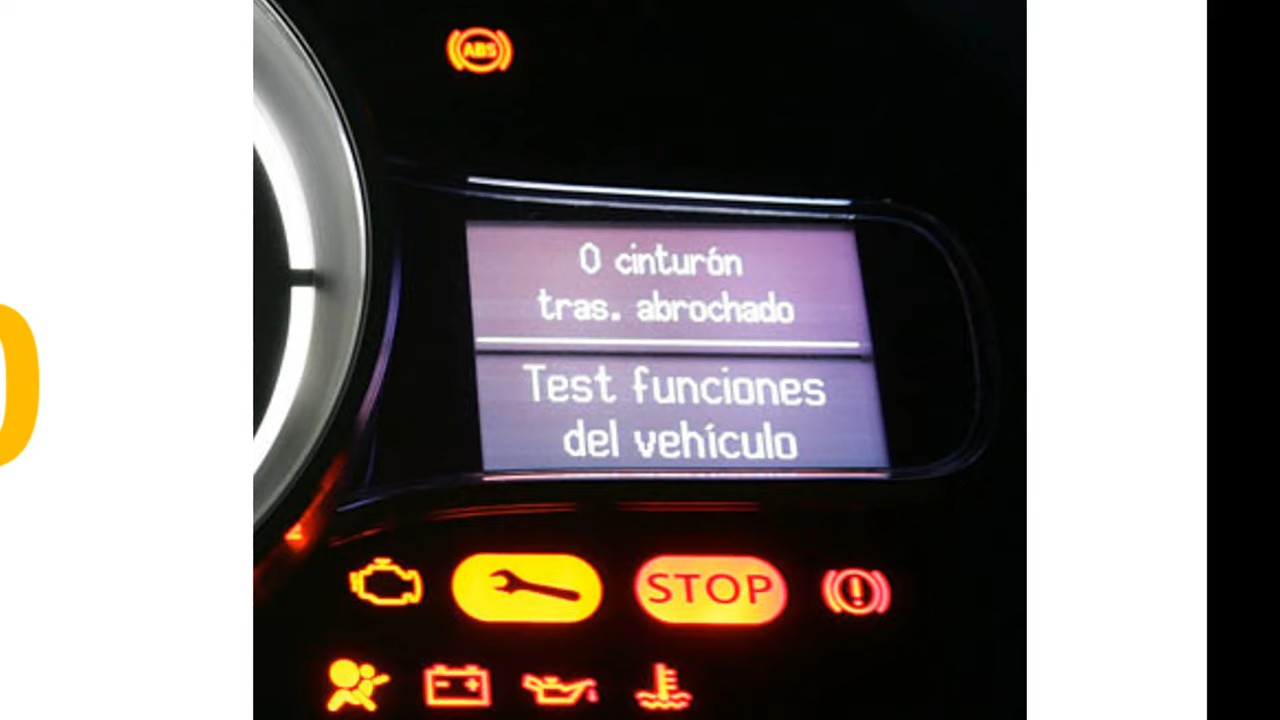 ABS
0 cinturón
tras. abrochado
Test funciones
del vehículo
STOP